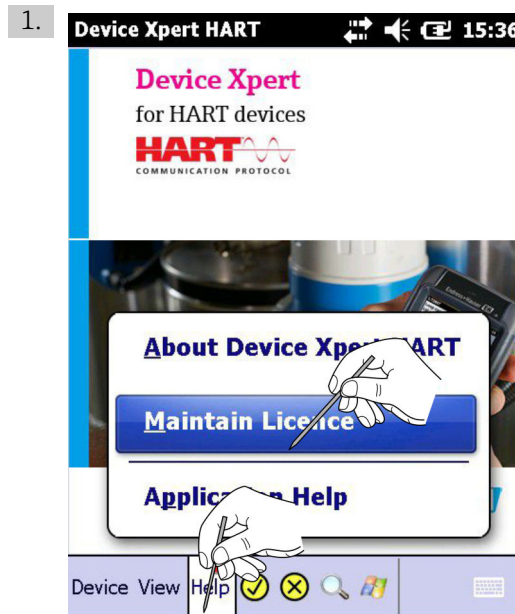 1.
Device Xpert HART 15:36
Device Xpert
for HART devices
HART
COMMUNICATION PROTOCOL
About Device Xpert HART
Maintain Licence
Application Help
Device View Help